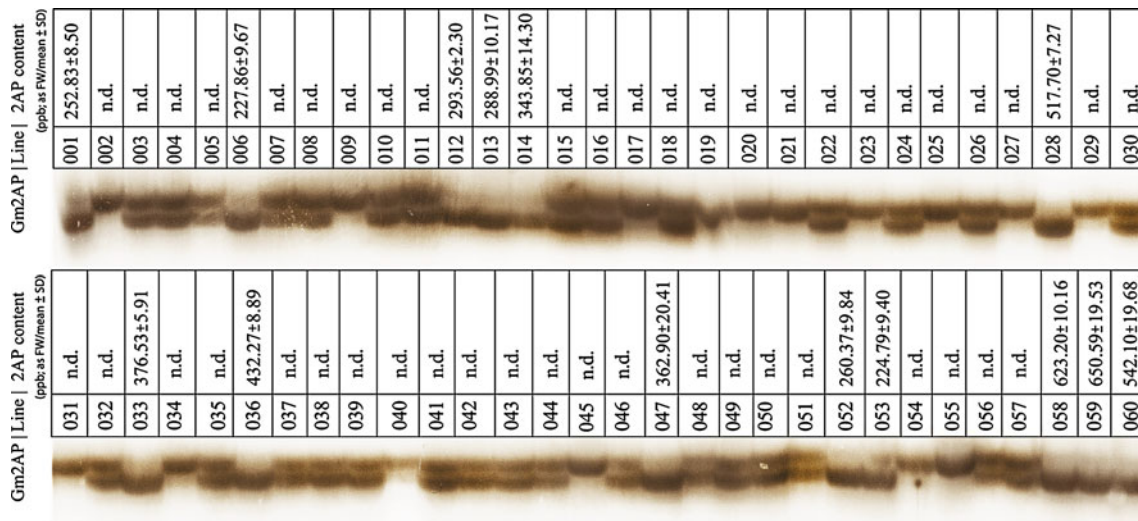 Gm2AP | Line | 2AP content
(ppb; as FW/mean ± SD)
001 252.83±8.50
002 n.d.
003 n.d.
004 n.d.
005 n.d.
006 227.86±9.67
007 n.d.
008 n.d.
009 n.d.
010 n.d.
011 n.d.
012 293.56±2.30
013 288.99±10.17
014 343.85±14.30
015 n.d.
016 n.d.
017 n.d.
018 n.d.
019 n.d.
020 n.d.
021 n.d.
022 n.d.
023 n.d.
024 n.d.
025 n.d.
026 n.d.
027 n.d.
028 517.70±7.27
029 n.d.
030 n.d.
Gm2AP | Line | 2AP content
(ppb; as FW/mean ± SD)
031 n.d.
032 n.d.
033 376.53±5.91
034 n.d.
035 n.d.
036 432.27±8.89
037 n.d.
038 n.d.
039 n.d.
040 n.d.
041 n.d.
042 n.d.
043 n.d.
044 n.d.
045 n.d.
046 n.d.
047 362.90±20.41
048 n.d.
049 n.d.
050 n.d.
051 n.d.
052 260.37±9.84
053 224.79±9.40
054 n.d.
055 n.d.
056 n.d.
057 n.d.
058 623.20±10.16
059 650.59±19.53
060 542.10±19.68